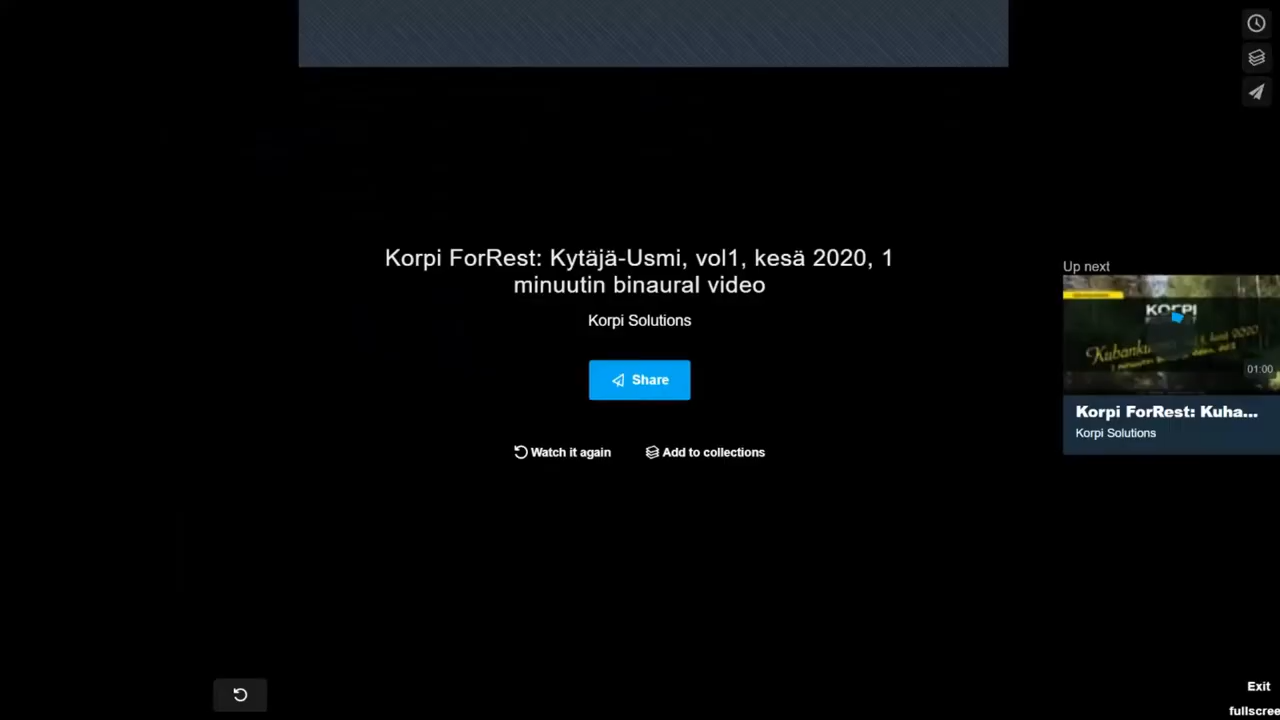 Korpi ForRest: Kytäjä-Usmi, vol1, kesä 2020, 1
minuutin binaural video
Korpi Solutions
Share
Watch it again
Add to collections
Up next
KORPI
01:00
Korpi ForRest: Kuha...
Korpi Solutions
Exit
fullscree